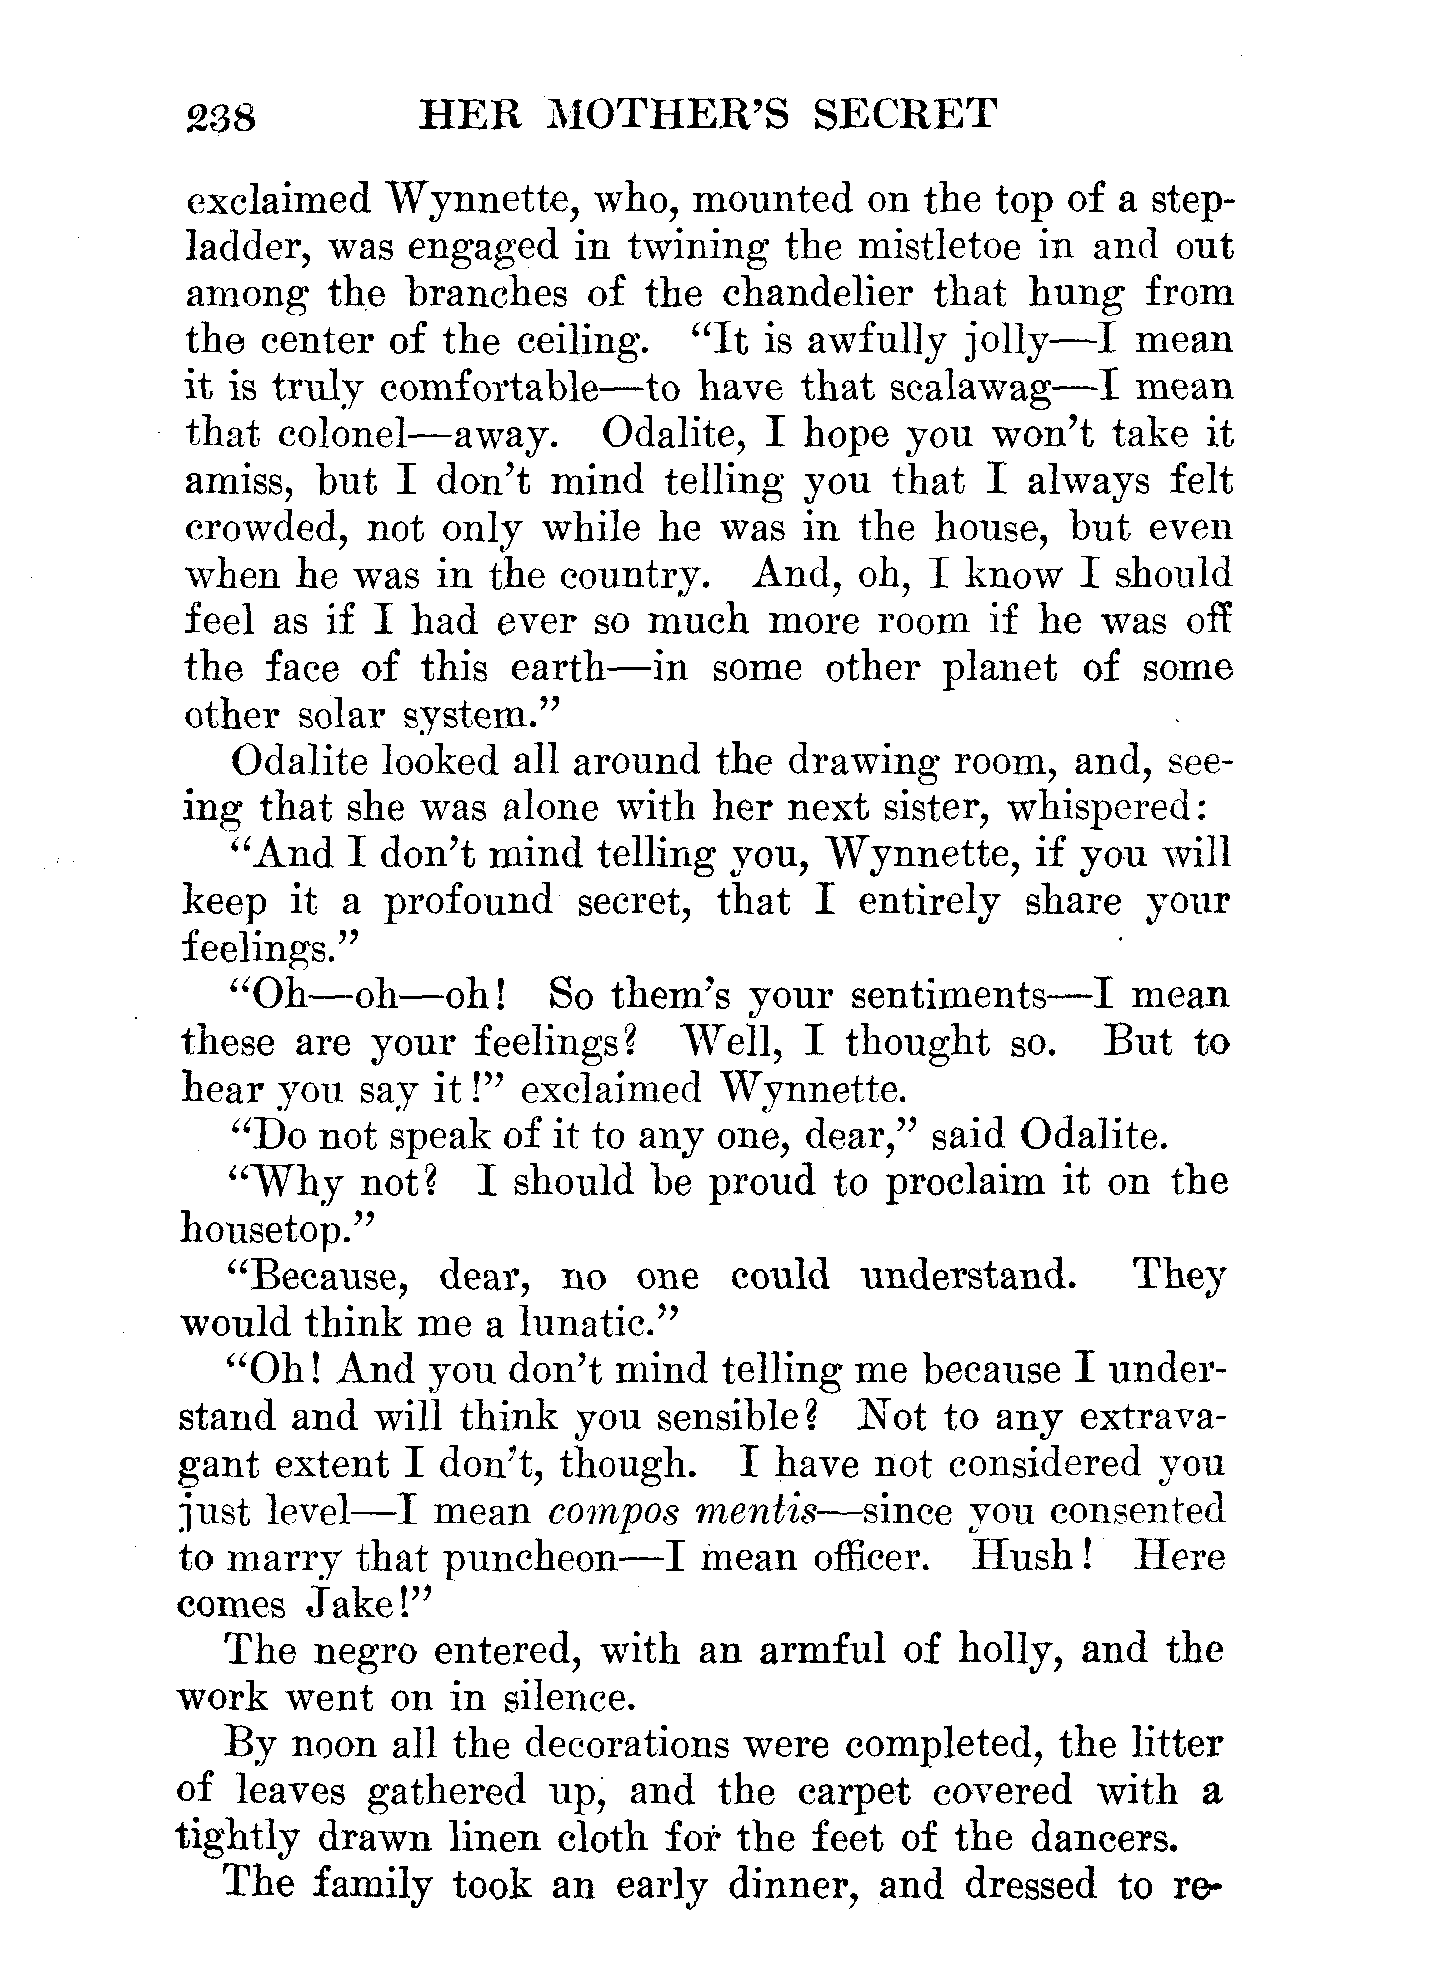 238 HER MOTHER'S SECRET
exclaimed Wynnette, who, mounted on the top of a step-
ladder, was engaged in twining the mistletoe in and out
among the branches of the chandelier that hung from
the center of the ceiling. "It is awfully jolly—I mean
it is truly comfortable—to have that scalawag—I mean
that colonel—away. Odalite, I hope you won't take it
amiss, but I don't mind telling you that I always felt
crowded, not only while he was in the house, but even
when he was in the country. And, oh, I know I should
feel as if I had ever so much more room if he was off
the face of this earth—in some other planet of some
other solar system."
Odalite looked all around the drawing room, and, see-
ing that she was alone with her next sister, whispered:
"And I don't mind telling you, Wynnette, if you will
keep it a profound secret, that I entirely share your
feelings."
"Oh—oh—oh! So them's your sentiments—I mean
these are your feelings? Well, I thought so. But to
hear you say it!" exclaimed Wynnette.
"Do not speak of it to any one, dear," said Odalite.
"Why not? I should be proud to proclaim it on the
housetop."
"Because, dear, no one could understand. They
would think me a lunatic."
"Oh! And you don't mind telling me because I under-
stand and will think you sensible? Not to any extrava-
gant extent I don't, though. I have not considered you
just level—I mean compos mentis—since you consented
to marry that puncheon—I mean officer. Hush! Here
comes Jake!"
The negro entered, with an armful of holly, and the
work went on in silence.
By noon all the decorations were completed, the litter
of leaves gathered up, and the carpet covered with a
tightly drawn linen cloth for the feet of the dancers.
The family took an early dinner, and dressed to re-